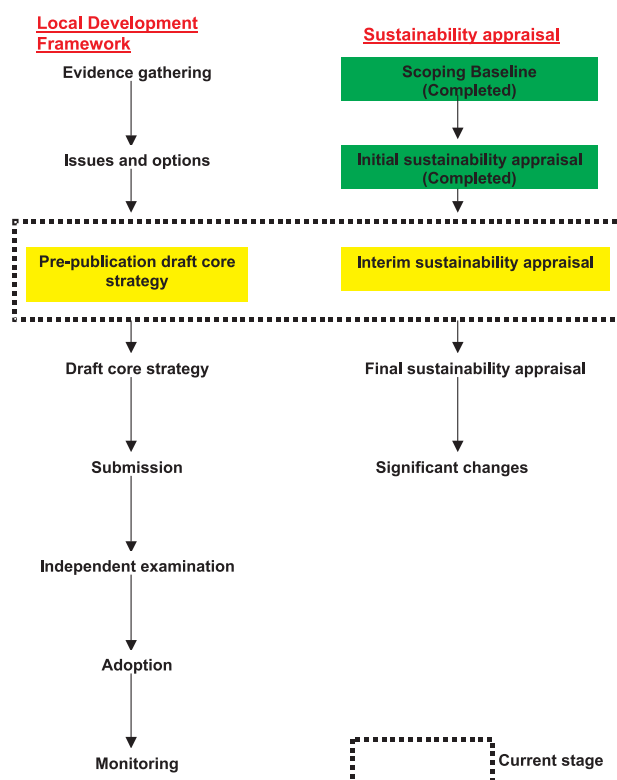 Local Development
Framework
Evidence gathering
Issues and options
Pre-publication draft core
strategy
Draft core strategy
Submission
Independent examination
Adoption
Monitoring
Sustainability appraisal
Scoping Baseline
(Completed)
Initial sustainability appraisal
(Completed)
Interim sustainability appraisal
Final sustainability appraisal
Significant changes
Current stage